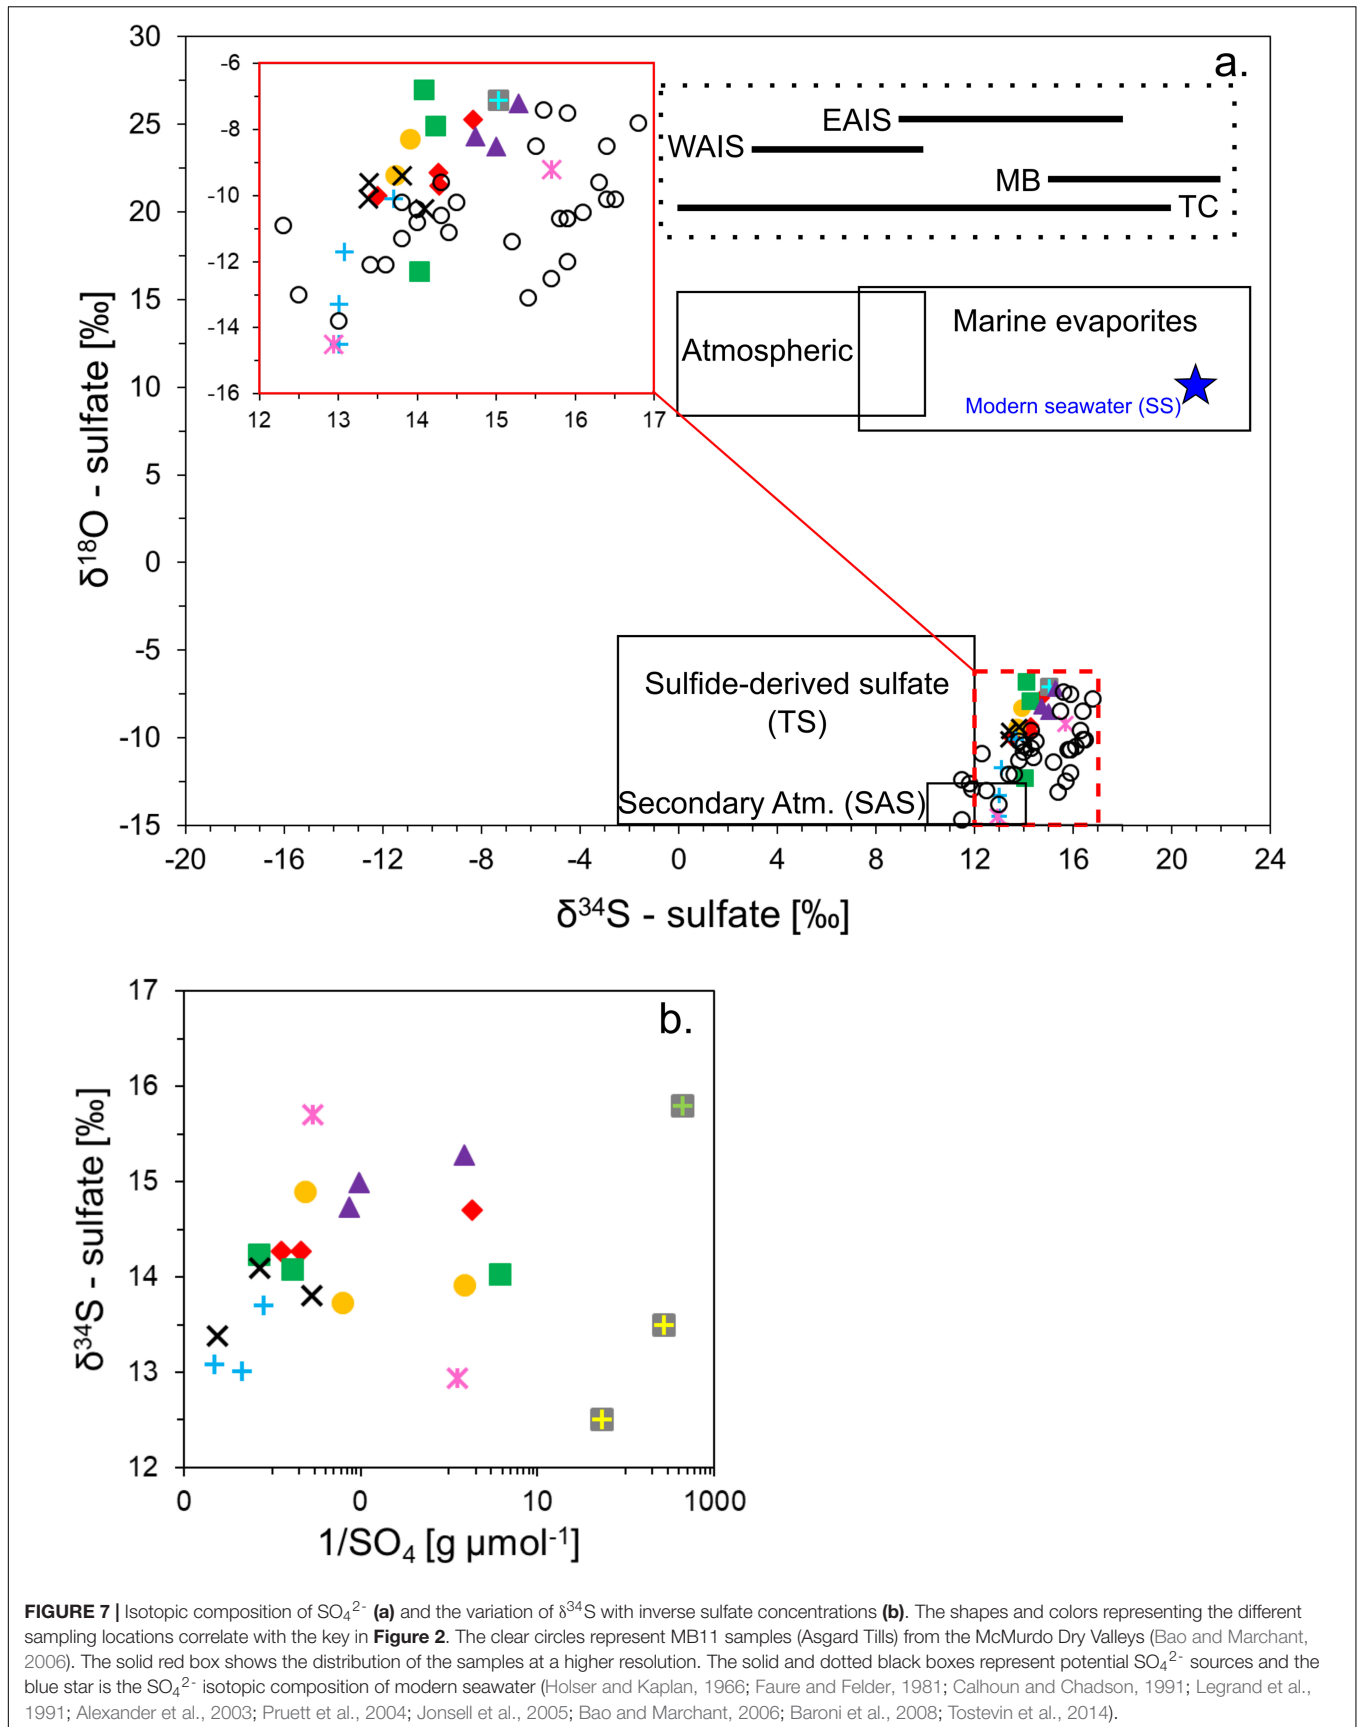 30
25
20
15
10
5
0
-5
-10
-15
δ18O - sulfate [‰]
a.
-6
-8
-10
-12
-14
-16
12 13 14 15 16 17
EAIS
WAIS
MB
TC
Atmospheric
Marine evaporites
Modern seawater (SS)
Sulfide-derived sulfate
(TS)
Secondary Atm. (SAS)
-20 -16 -12 -8 -4 0 4 8 12 16 20 24
δ34S - sulfate [‰]
b.
17
16
15
14
13
12
δ34S - sulfate [‰]
0 0 10 1000
1/SO4 [g µmol-1]
FIGURE 7 | Isotopic composition of SO42- (a) and the variation of δ34S with inverse sulfate concentrations (b). The shapes and colors representing the different
sampling locations correlate with the key in Figure 2. The clear circles represent MB11 samples (Asgard Tills) from the McMurdo Dry Valleys (Bao and Marchant,
2006). The solid red box shows the distribution of the samples at a higher resolution. The solid and dotted black boxes represent potential SO42- sources and the
blue star is the SO42- isotopic composition of modern seawater (Holser and Kaplan, 1966; Faure and Felder, 1981; Calhoun and Chadson, 1991; Legrand et al.,
1991; Alexander et al., 2003; Pruett et al., 2004; Jonsell et al., 2005; Bao and Marchant, 2006; Baroni et al., 2008; Tostevin et al., 2014).